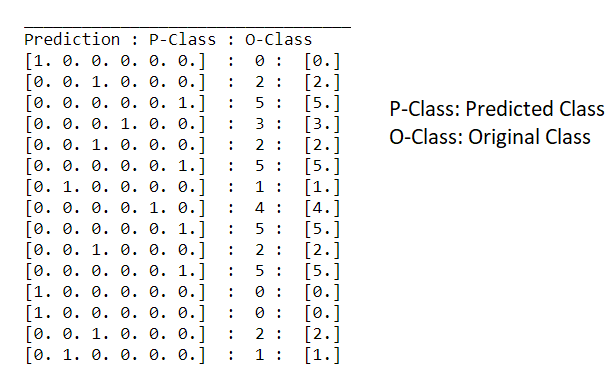 Prediction : P-Class : O-Class
[1. 0. 0. 0. 0. 0.] : 0 : [0.]
[0. 0. 1. 0. 0. 0.] : 2 : [2.]
[0. 0. 0. 0. 0. 1.] : 5 : [5.]
[0. 0. 0. 1. 0. 0.] : 3 : [3.]
[0. 0. 1. 0. 0. 0.] : 2 : [2.]
[0. 0. 0. 0. 0. 1.] : 5 : [5.]
[0. 1. 0. 0. 0. 0.] : 1 : [1.]
[0. 0. 0. 0. 1. 0.] : 4 : [4.]
[0. 0. 0. 0. 0. 1.] : 5 : [5.]
[0. 0. 1. 0. 0. 0.] : 2 : [2.]
[0. 0. 0. 0. 0. 1.] : 5 : [5.]
[1. 0. 0. 0. 0. 0.] : 0 : [0.]
[1. 0. 0. 0. 0. 0.] : 0 : [0.]
[0. 0. 1. 0. 0. 0.] : 2 : [2.]
[0. 1. 0. 0. 0. 0.] : 1 : [1.]
P-Class: Predicted Class
O-Class: Original Class